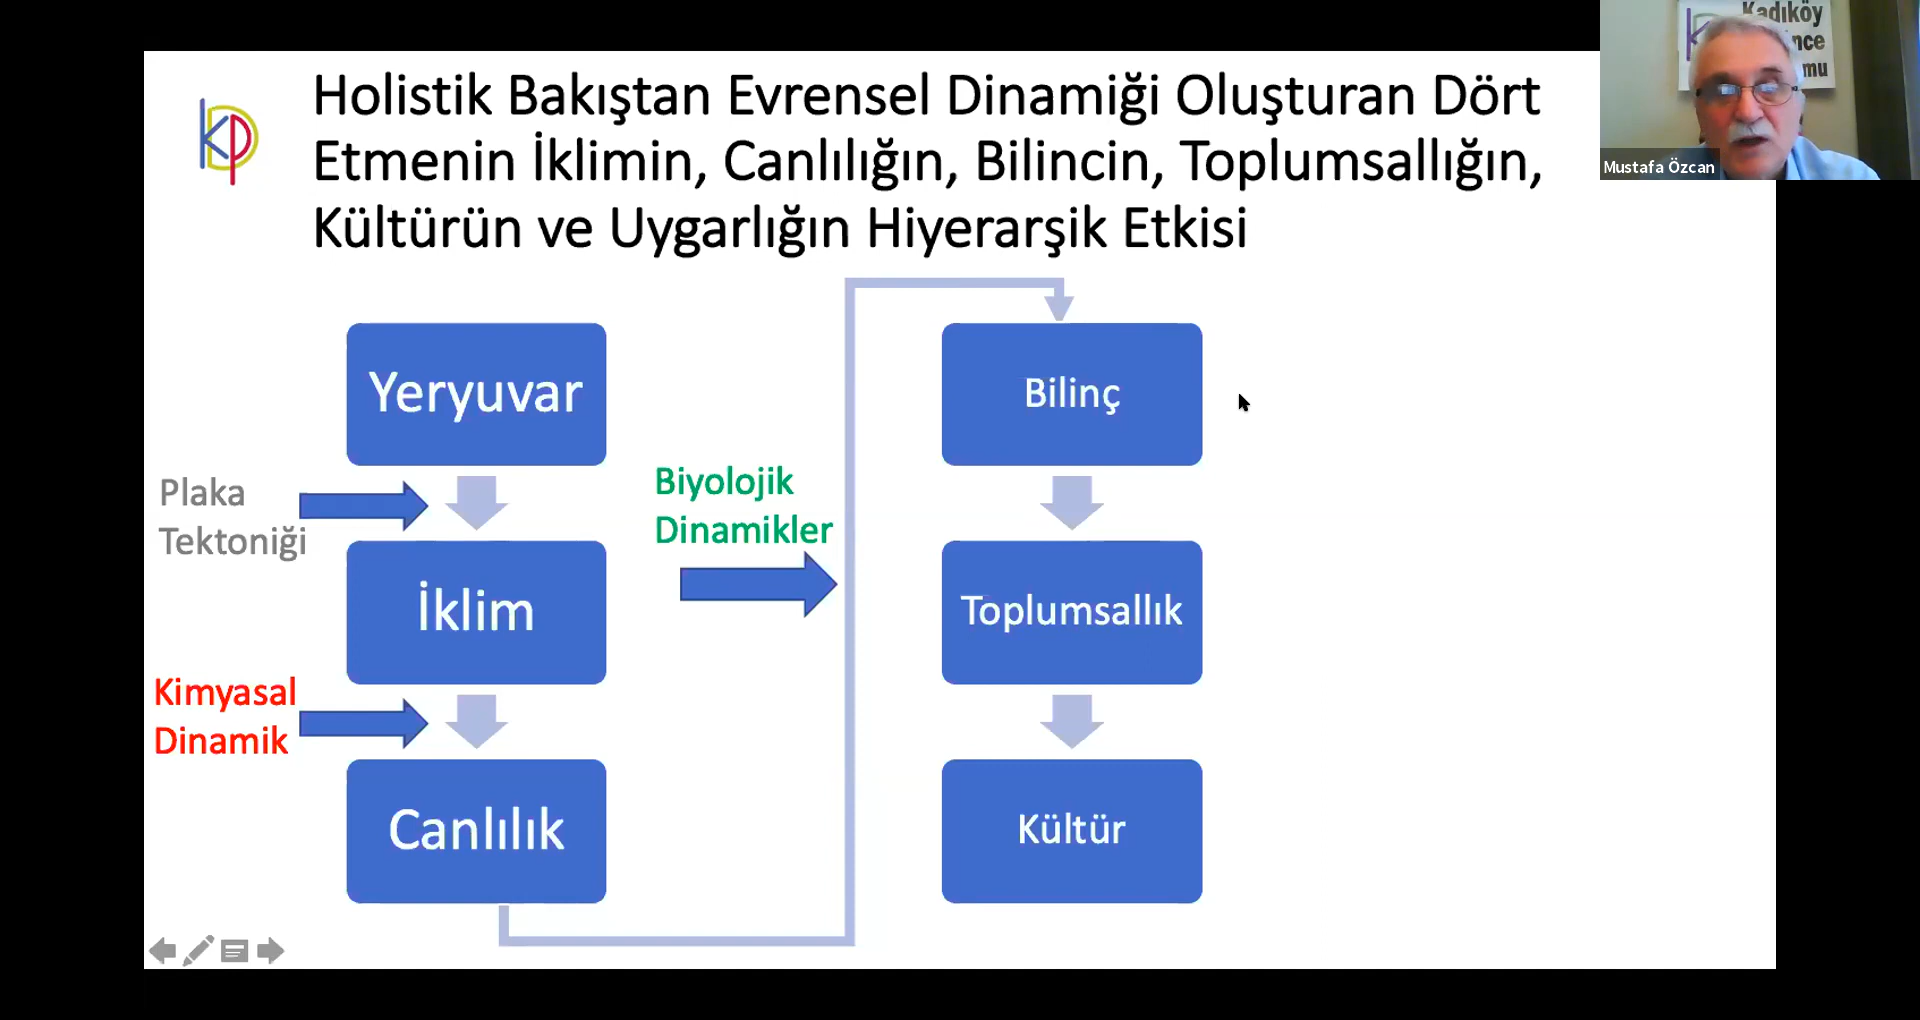 Holistik Bakıştan Evrensel Dinamiği Oluşturan Dört
Etmenin İklimin, Canlılığın, Bilincin, Toplumsallığın,
Kültürün ve Uygarlığın Hiyerarşik Etkisi
Yeryuvar
Plaka
Tektoniği
İklim
Kimyasal
Dinamik
Canlılık
Biyolojik
Dinamikler
Bilinç
Toplumsallık
Kültür
Kadıköy
Mustafa Özcan